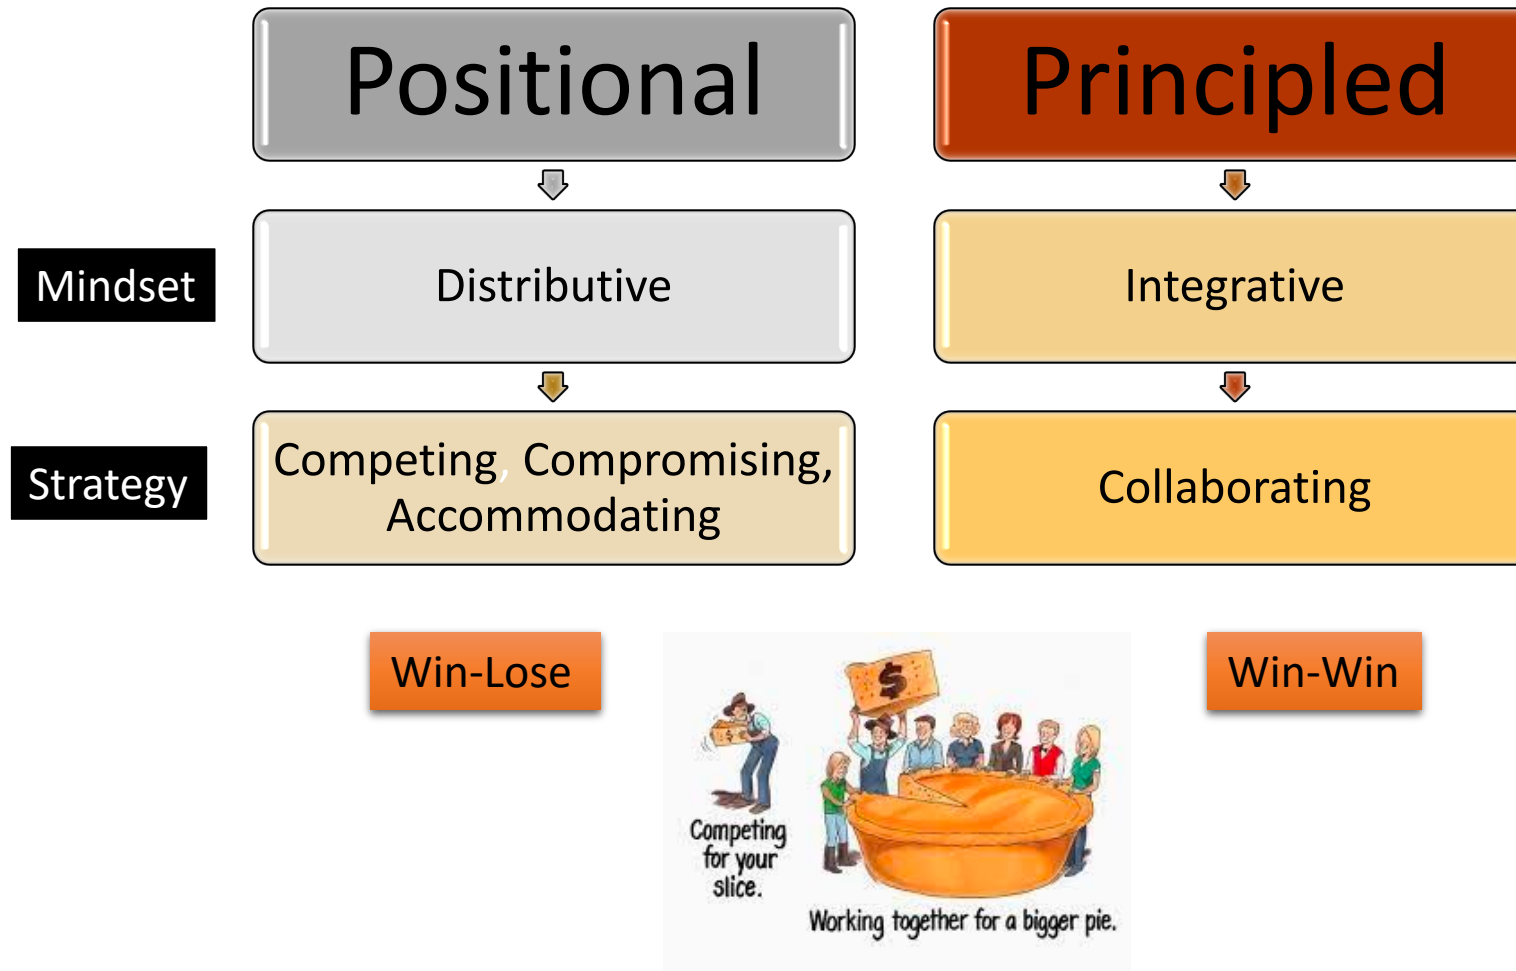 Positional
Principled
Mindset
Distributive
Integrative
Strategy
Competing, Compromising,
Accommodating
Collaborating
Win-Lose
Win-Win
$
$
Competing
for your
slice.
Working together for a bigger pie.